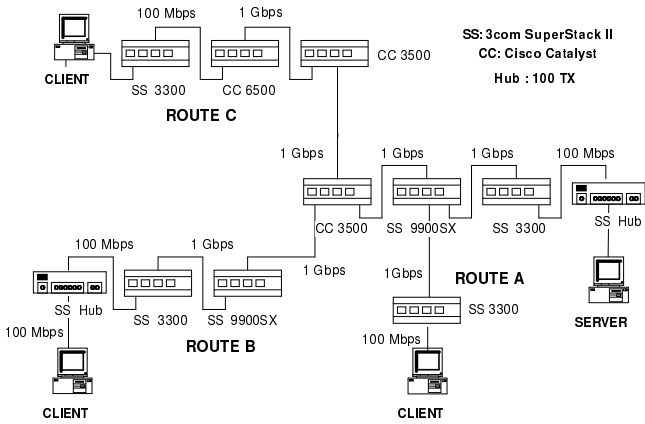 100 Mbps
1 Gbps
SS: 3com SuperStack II
CC: Cisco Catalyst
Hub : 100 TX
CC 3500
CLIENT
SS 3300
CC 6500
ROUTE C
1 Gbps
1 Gbps
1 Gbps
100 Mbps
CC 3500
SS 9900SX
SS 3300
SS Hub
100 Mbps
1 Gbps
1 Gbps
1Gbps
ROUTE A
SS Hub
SS 3300
SS 9900SX
SS 3300
SERVER
100 Mbps
ROUTE B
100 Mbps
CLIENT
CLIENT